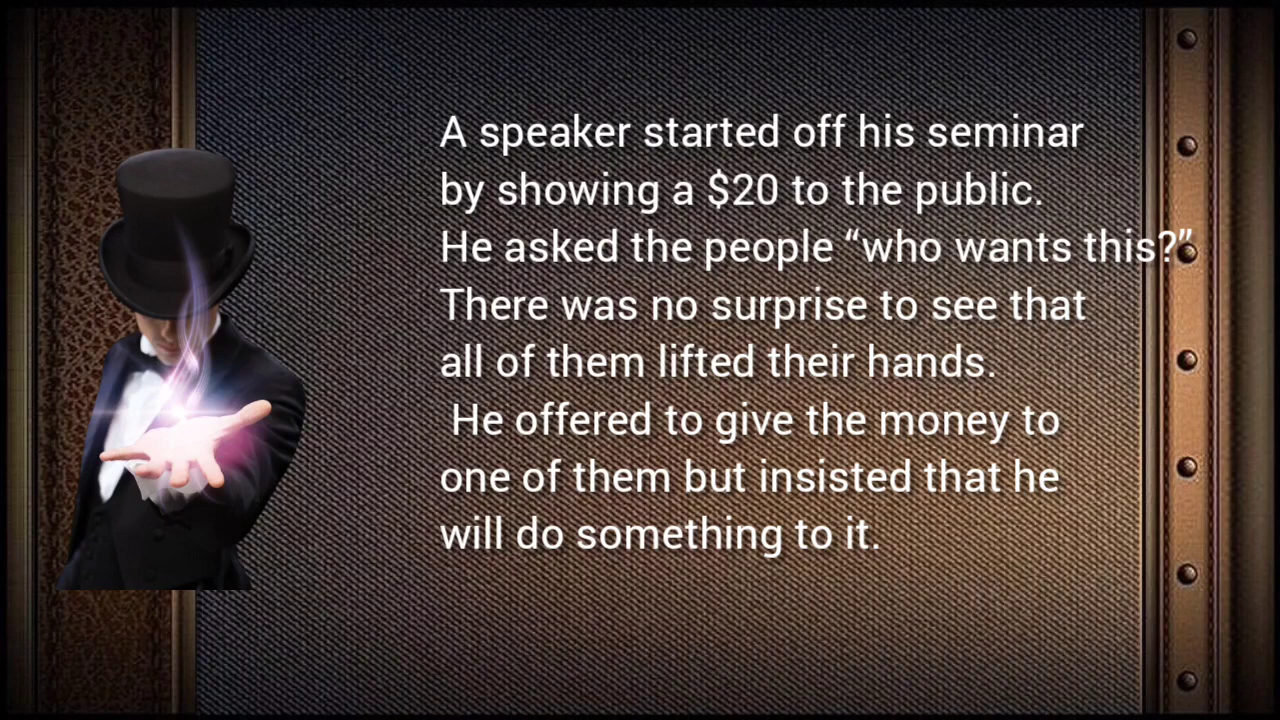 A speaker started off his seminar
by showing a $20 to the public.
He asked the people “who wants this?”
There was no surprise to see that
all of them lifted their hands.
He offered to give the money to
one of them but insisted that he
will do something to it.